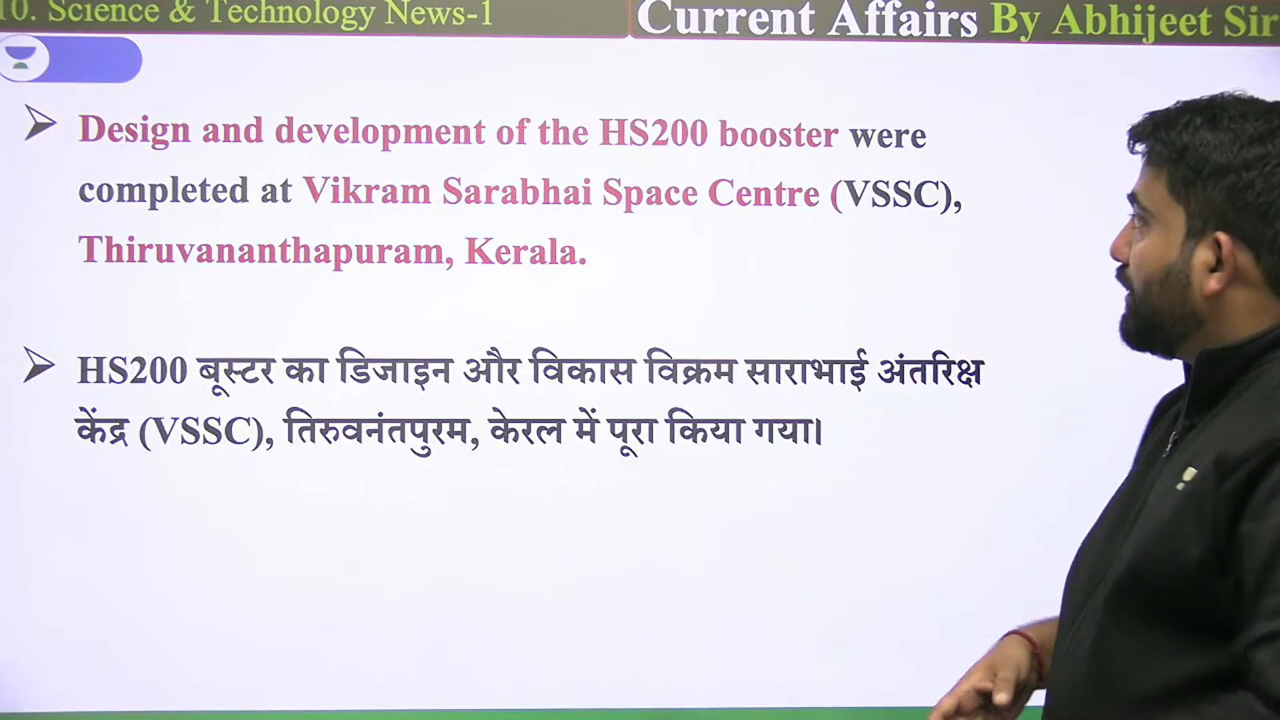 10. Science & Technology News-1
Current Affairs By Abhijeet Sir
Design and development of the HS200 booster were
completed at Vikram Sarabhai Space Centre (VSSC),
Thiruvananthapuram, Kerala.
HS200 बूस्टर का डिजाइन और विकास विक्रम साराभाई अंतरिक्ष
केंद्र (VSSC), तिरुवनंतपुरम, केरल में पूरा किया गया।